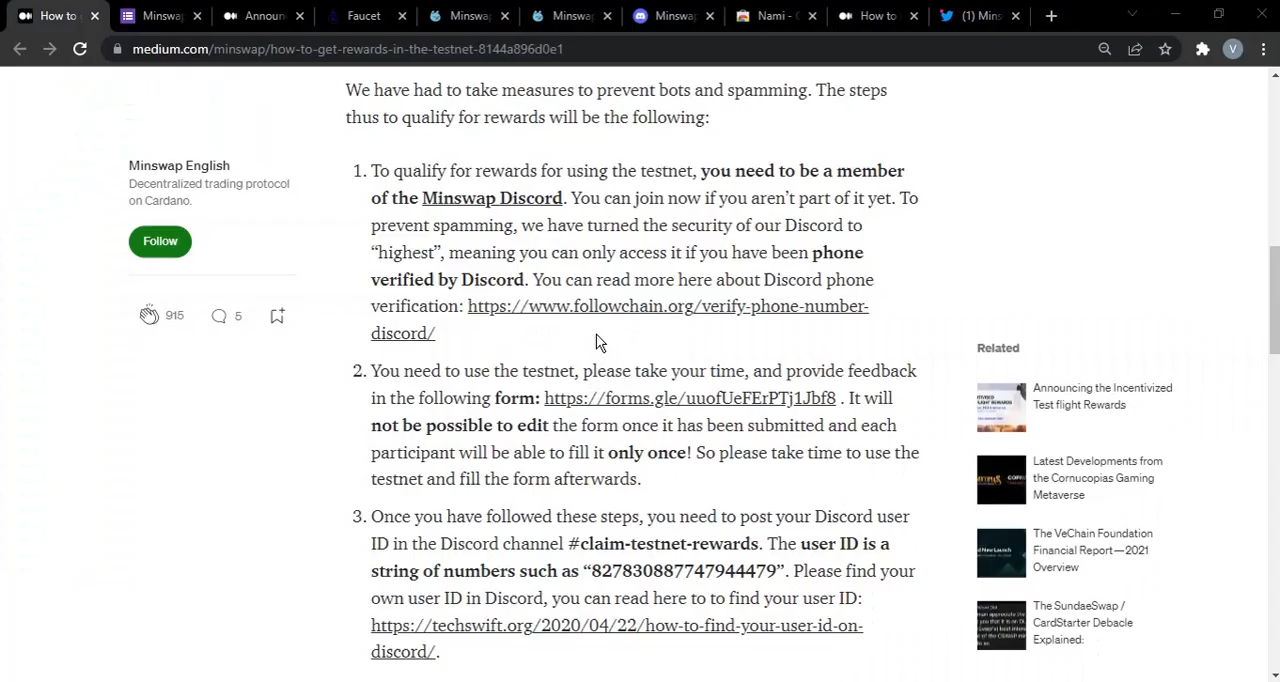 How to g
Minswap
Announ
Faucet
Minswap
Minswap
Minswap
Nami - C
How to
(1) Mins
medium.com/minswap/how-to-get-rewards-in-the-testnet-8144a896d0e1
V
We have had to take measures to prevent bots and spamming. The steps
thus to qualify for rewards will be the following:
Minswap English
Decentralized trading protocol
on Cardano.
Follow
915
5
1. To qualify for rewards for using the testnet, you need to be a member
of the Minswap Discord. You can join now if you aren’t part of it yet. To
prevent spamming, we have turned the security of our Discord to
“highest”, meaning you can only access it if you have been phone
verified by Discord. You can read more here about Discord phone
verification: https://www.followchain.org/verify-phone-number-
discord/
2. You need to use the testnet, please take your time, and provide feedback
in the following form: https://forms.gle/uuofUeFErPTj1Jbf8 . It will
not be possible to edit the form once it has been submitted and each
participant will be able to fill it only once! So please take time to use the
testnet and fill the form afterwards.
3. Once you have followed these steps, you need to post your Discord user
ID in the Discord channel #claim-testnet-rewards. The user ID is a
string of numbers such as “827830887747944479”. Please find your
own user ID in Discord, you can read here to to find your user ID:
https://techswift.org/2020/04/22/how-to-find-your-user-id-on-
discord/.
Related
Announcing the Incentivized
Test flight Rewards
Latest Developments from
the Cornucopias Gaming
Metaverse
The VeChain Foundation
Financial Report—2021
Overview
The SundaeSwap /
CardStarter Debacle
Explained: